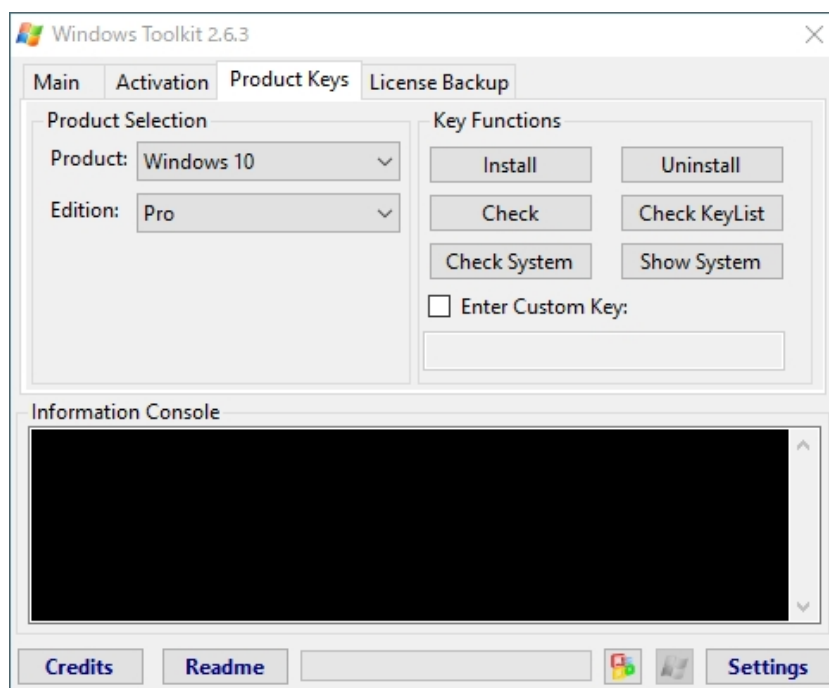 Windows Toolkit 2.6.3
Main Activation Product Keys License Backup
Product Selection
Product: Windows 10
Edition: Pro
Key Functions
Install Uninstall
Check Check KeyList
Check System Show System
Enter Custom Key:
Information Console
Credits Readme Settings